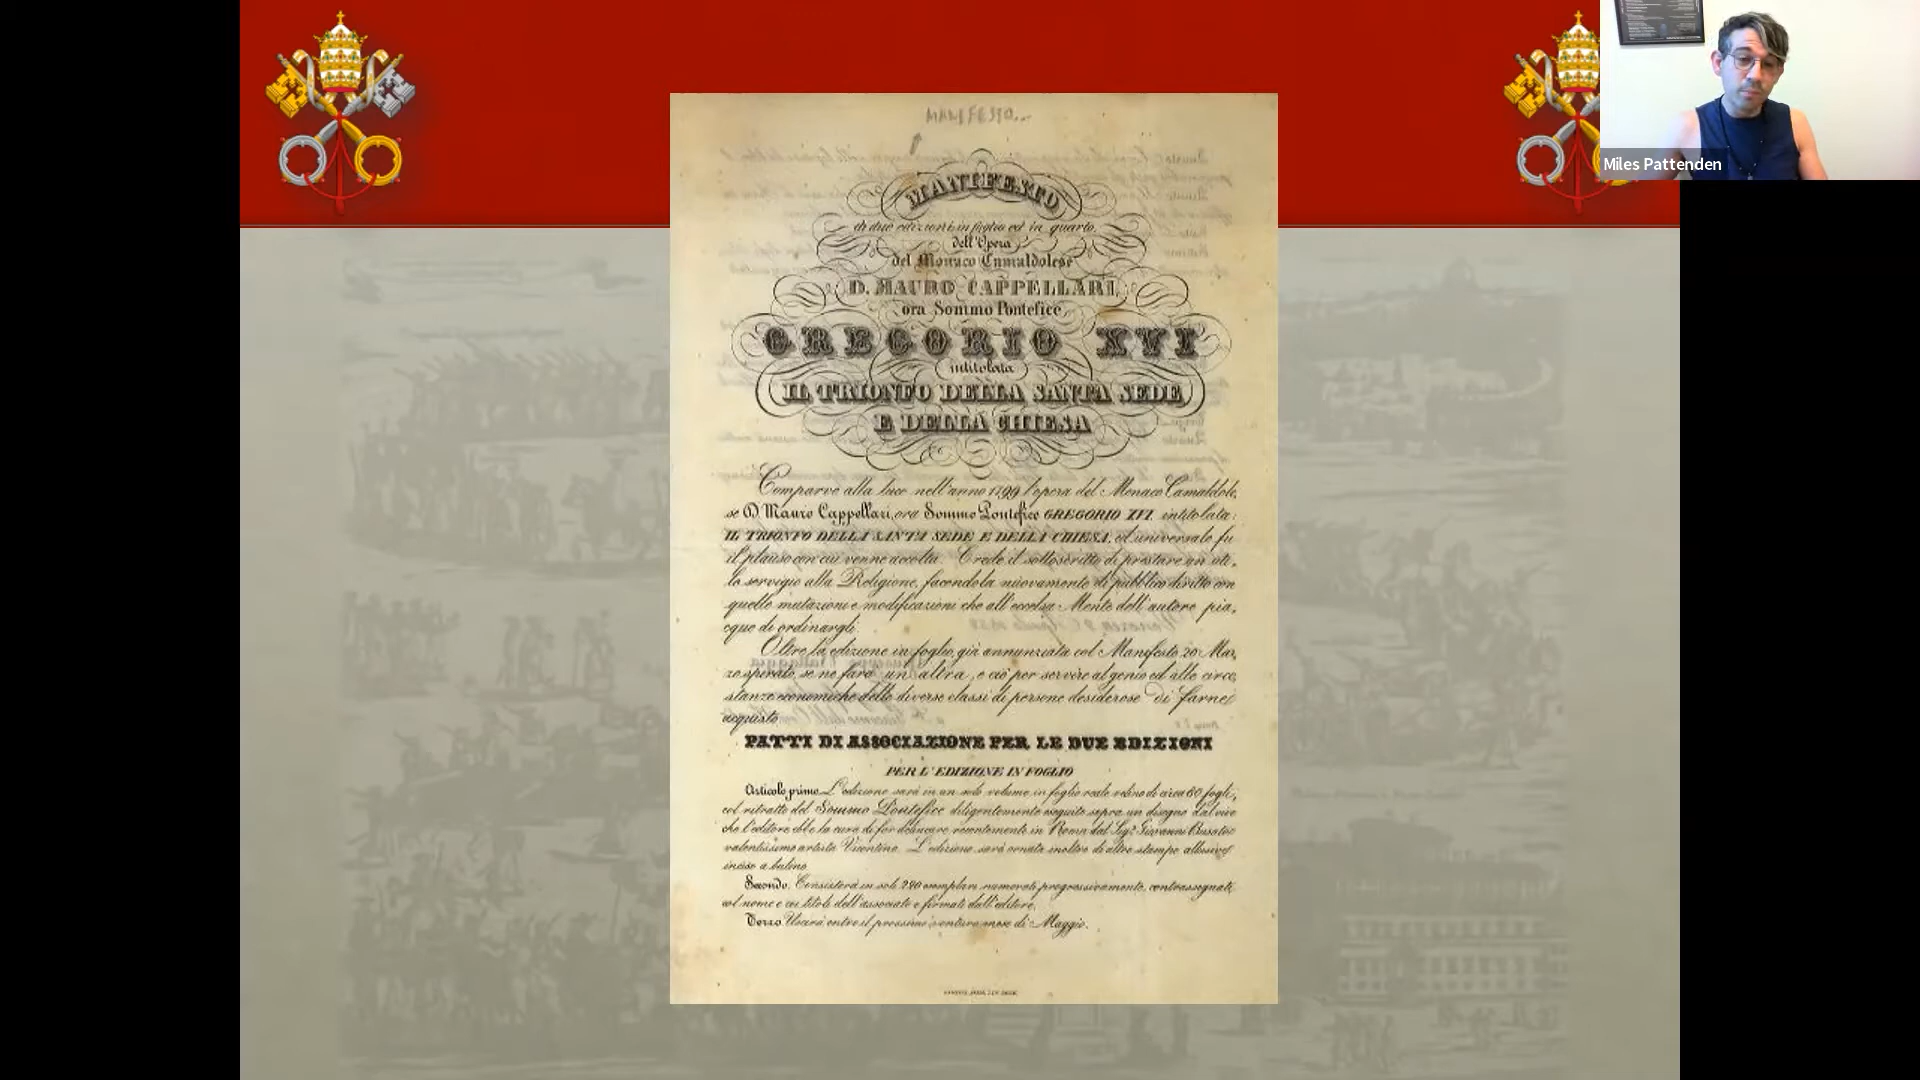 MANIFESTO...
MANIFESTO
di due edizioni in foglio ed in quarto
dell'Opera
del Monaco Camaldolese
D. MAURO CAPPELLARI,
ora Sommo Pontefice
GREGORIO XVI
intitolata
IL TRIONFO DELLA SANTA SEDE
E DELLA CHIESA
Comparve alla luce nell'anno 1799 l'opera del Monaco Camaldole,
se D Mauro Cappellari, ora Sommo Pontefice GREGORIO XVI. intitolata:
IL TRIONFO DELLA SANTA SEDE E DELLA CHIESA, ed universale fu
il plauso con cui venne accolta. Crede il sottoscritto di prestare un uti,
le servigio alla Religione, facendola nuovamente di pubblico diritto con
quelle mutazioni e modificazioni che all'eccelsa Mente dell'autore pia,
cque di ordinargli.
Oltre la edizione in foglio, già annunziata col Manifesto 20 Mar,
zo spirato, se ne farà un'altra, e ciò per servire al genio ed alle circo,
stanze economiche delle diverse classi di persone desiderose di farne
acquisto.
PATTI DI ASSOCIAZIONE PER LE DUE EDIZIONI
PER L'EDIZIONE IN FOGLIO
Articolo primo. L'edizione sarà in un solo volume in foglio reale velino di circa 60 fogli,
col ritratto del Sommo Pontefice diligentemente eseguito sopra un disegno dal vivo
che l'editore ebbe la cura di far delineare recentemente in Roma dal Sigr. Giovanni Busato
valentissimo artista Vicentino. L'edizione sarà ornata inoltre di altre stampe allusive
incise a bulino.
Secondo. Consisterà in soli 280 esemplari numerati progressivamente, contrassegnati
col nome e coi titoli dell'associato e firmati dall'editore.
Terzo. Uscirà entro il prossimo venturo mese di Maggio.
Miles Pattenden